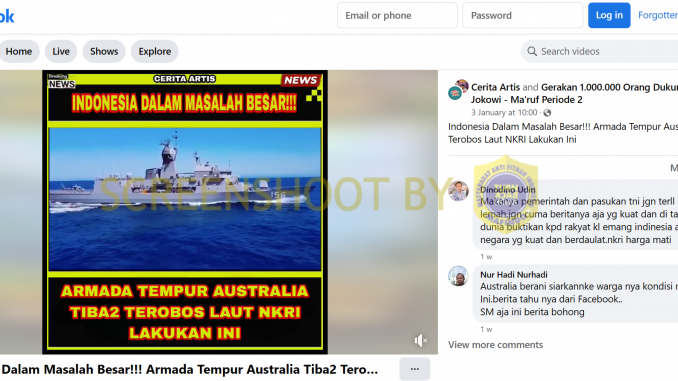 ok
Email or phone
Password
Log in
Forgotten
Home
Live
Shows
Explore
Search videos
Breaking
NEWS
CERITA ARTIS
NEWS
INDONESIA DALAM MASALAH BESAR!!!
156
SCREENSHOOT BY
ARMADA TEMPUR AUSTRALIA
TIBA2 TEROBOS LAUT NKRI
LAKUKAN INI
Dalam Masalah Besar!!! Armada Tempur Australia Tiba2 Tero...
...
Cerita Artis and Gerakan 1.000.000 Orang Duku
Jokowi - Ma'ruf Periode 2
3 January at 10:00 ·
Indonesia Dalam Masalah Besar!!! Armada Tempur Aus
Terobos Laut NKRI Lakukan Ini
M
Dinodino Udin
Makanya pemerintah dan pasukan tni jgn terll
lemah.jgn cuma beritanya aja yg kuat dan di ta
dunia buktikan kpd rakyat kl emang indonesia a
negara yg kuat dan berdaulat.nkri harga mati
1 w
Nur Hadi Nurhadi
Australia berani siarkannke warga nya kondisi r
Ini.berita tahu nya dari Facebook..
SM aja ini berita bohong
1 w
View more comments